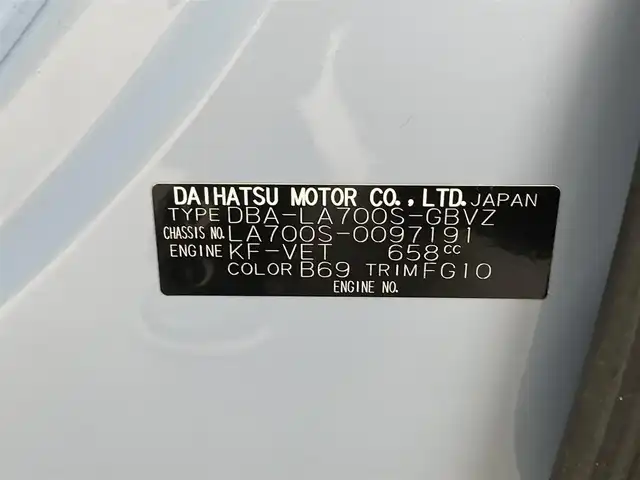 DAIHATSU MOTOR CO.,LTD. JAPAN
TYPE DBA-LA700S-GBVZ
CHASSIS NO. LA700S-0097191
ENGINE KF-VET 658cc
COLOR B69 TRIM FG10
ENGINE NO.